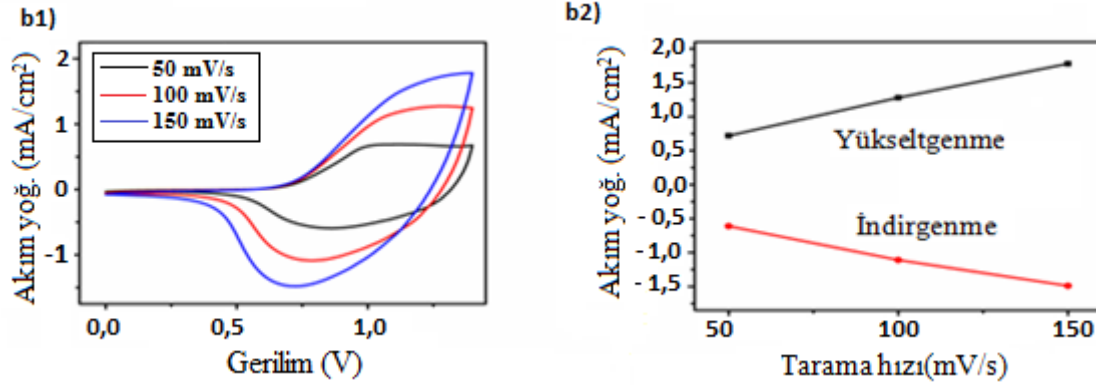 b1)
Akım yoğ. (mA/cm²)
2
1
0
-1
50 mV/s
100 mV/s
150 mV/s
0,0
0,5
1,0
Gerilim (V)
b2)
Akım yoğ. (mA/cm²)
2,0
1,5
1,0
0,5
0,0
- 0,5
- 1,0
- 1,5
Yükseltgenme
İndirgenme
50
100
150
Tarama hızı(mV/s)